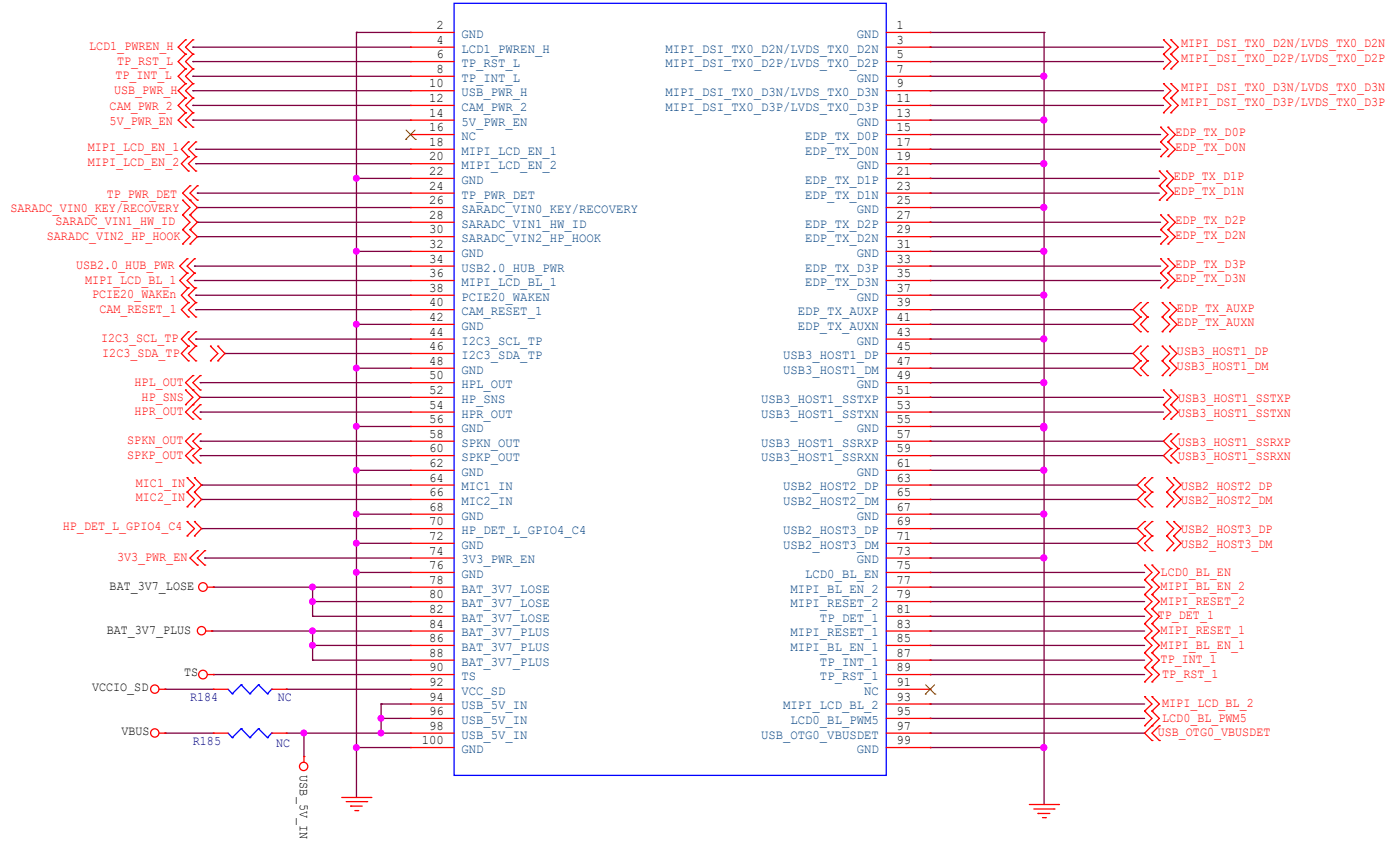 2 GND GND 1
LCD1_PWREN_H 4 LCD1_PWREN_H MIPI_DSI_TX0_D2N/LVDS_TX0_D2N 3 MIPI_DSI_TX0_D2N/LVDS_TX0_D2N
TP_RST_L 6 TP_RST_L MIPI_DSI_TX0_D2P/LVDS_TX0_D2P 5 MIPI_DSI_TX0_D2P/LVDS_TX0_D2P
TP_INT_L 8 TP_INT_L GND 7
USB_PWR_H 10 USB_PWR_H MIPI_DSI_TX0_D3N/LVDS_TX0_D3N 9 MIPI_DSI_TX0_D3N/LVDS_TX0_D3N
CAM_PWR_2 12 CAM_PWR_2 MIPI_DSI_TX0_D3P/LVDS_TX0_D3P 11 MIPI_DSI_TX0_D3P/LVDS_TX0_D3P
5V_PWR_EN 14 5V_PWR_EN GND 13
16 NC EDP_TX_D0P 15 EDP_TX_D0P
MIPI_LCD_EN_1 18 MIPI_LCD_EN_1 EDP_TX_D0N 17 EDP_TX_D0N
MIPI_LCD_EN_2 20 MIPI_LCD_EN_2 GND 19
22 GND EDP_TX_D1P 21 EDP_TX_D1P
TP_PWR_DET 24 TP_PWR_DET EDP_TX_D1N 23 EDP_TX_D1N
SARADC_VIN0_KEY/RECOVERY 26 SARADC_VIN0_KEY/RECOVERY GND 25
SARADC_VIN1_HW_ID 28 SARADC_VIN1_HW_ID EDP_TX_D2P 27 EDP_TX_D2P
SARADC_VIN2_HP_HOOK 30 SARADC_VIN2_HP_HOOK EDP_TX_D2N 29 EDP_TX_D2N
32 GND GND 31
USB2.0_HUB_PWR 34 USB2.0_HUB_PWR EDP_TX_D3P 33 EDP_TX_D3P
MIPI_LCD_BL_1 36 MIPI_LCD_BL_1 EDP_TX_D3N 35 EDP_TX_D3N
PCIE20_WAKEn 38 PCIE20_WAKEN GND 37
CAM_RESET_1 40 CAM_RESET_1 EDP_TX_AUXP 39 EDP_TX_AUXP
42 GND EDP_TX_AUXN 41 EDP_TX_AUXN
I2C3_SCL_TP 44 I2C3_SCL_TP GND 43
I2C3_SDA_TP 46 I2C3_SDA_TP USB3_HOST1_DP 45 USB3_HOST1_DP
48 GND USB3_HOST1_DM 47 USB3_HOST1_DM
HPL_OUT 50 HPL_OUT GND 49
HP_SNS 52 HP_SNS USB3_HOST1_SSTXP 51 USB3_HOST1_SSTXP
HPR_OUT 54 HPR_OUT USB3_HOST1_SSTXN 53 USB3_HOST1_SSTXN
56 GND GND 55
SPKN_OUT 58 SPKN_OUT USB3_HOST1_SSRXP 57 USB3_HOST1_SSRXP
SPKP_OUT 60 SPKP_OUT USB3_HOST1_SSRXN 59 USB3_HOST1_SSRXN
62 GND GND 61
MIC1_IN 64 MIC1_IN USB2_HOST2_DP 63 USB2_HOST2_DP
MIC2_IN 66 MIC2_IN USB2_HOST2_DM 65 USB2_HOST2_DM
68 GND GND 67
HP_DET_L_GPIO4_C4 70 HP_DET_L_GPIO4_C4 USB2_HOST3_DP 69 USB2_HOST3_DP
72 GND USB2_HOST3_DM 71 USB2_HOST3_DM
3V3_PWR_EN 74 3V3_PWR_EN GND 73
76 GND LCD0_BL_EN 75 LCD0_BL_EN
BAT_3V7_LOSE 78 BAT_3V7_LOSE MIPI_BL_EN_2 77 MIPI_BL_EN_2
80 BAT_3V7_LOSE MIPI_RESET_2 79 MIPI_RESET_2
82 BAT_3V7_LOSE TP_DET_1 81 TP_DET_1
BAT_3V7_PLUS 84 BAT_3V7_PLUS MIPI_RESET_1 83 MIPI_RESET_1
86 BAT_3V7_PLUS MIPI_BL_EN_1 85 MIPI_BL_EN_1
88 BAT_3V7_PLUS TP_INT_1 87 TP_INT_1
TS 90 TS TP_RST_1 89 TP_RST_1
VCCIO_SD R184 NC 92 VCC_SD NC 91
94 USB_5V_IN MIPI_LCD_BL_2 93 MIPI_LCD_BL_2
96 USB_5V_IN LCD0_BL_PWM5 95 LCD0_BL_PWM5
VBUS R185 NC 98 USB_5V_IN USB_OTG0_VBUSDET 97 USB_OTG0_VBUSDET
100 GND GND 99
USB_5V_IN